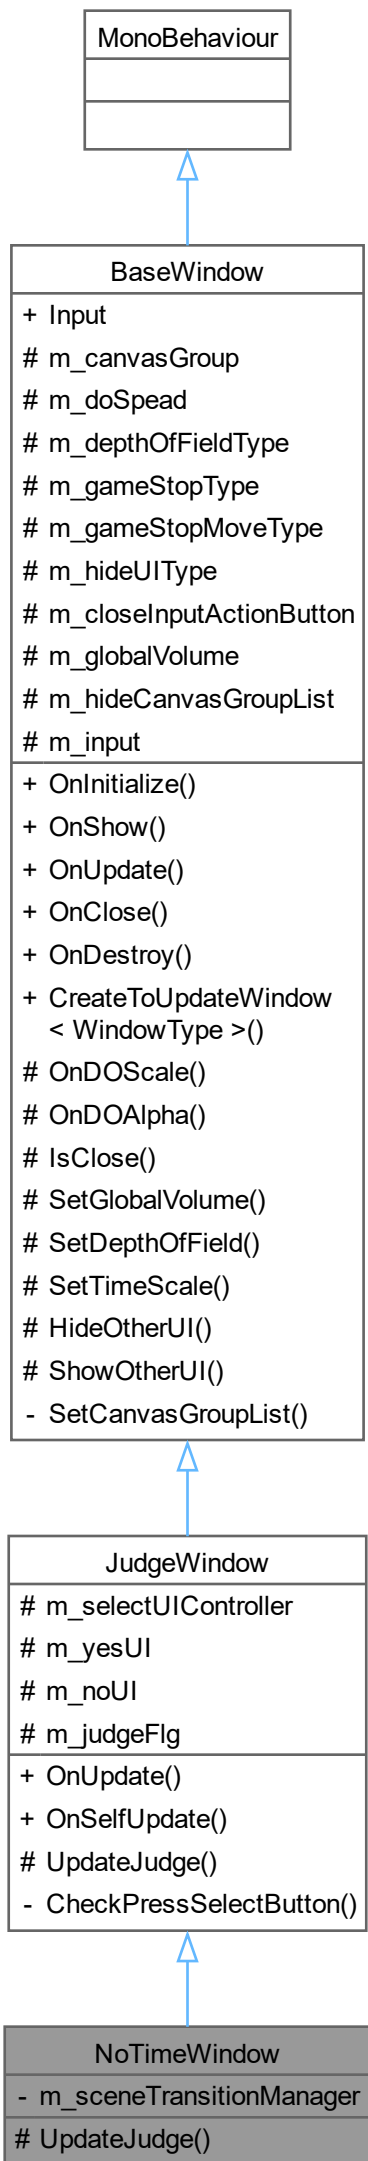 MonoBehaviour
BaseWindow
+ Input
# m_canvasGroup
# m_doSpead
# m_depthOfFieldType
# m_gameStopType
# m_gameStopMoveType
# m_hideUIType
# m_closeInputActionButton
# m_globalVolume
# m_hideCanvasGroupList
# m_input
+ OnInitialize()
+ OnShow()
+ OnUpdate()
+ OnClose()
+ OnDestroy()
+ CreateToUpdateWindow
< WindowType >()
# OnDOScale()
# OnDOAlpha()
# IsClose()
# SetGlobalVolume()
# SetDepthOfField()
# SetTimeScale()
# HideOtherUI()
# ShowOtherUI()
- SetCanvasGroupList()
JudgeWindow
# m_selectUIController
# m_yesUI
# m_noUI
# m_judgeFlg
+ OnUpdate()
+ OnSelfUpdate()
# UpdateJudge()
- CheckPressSelectButton()
NoTimeWindow
- m_sceneTransitionManager
# UpdateJudge()